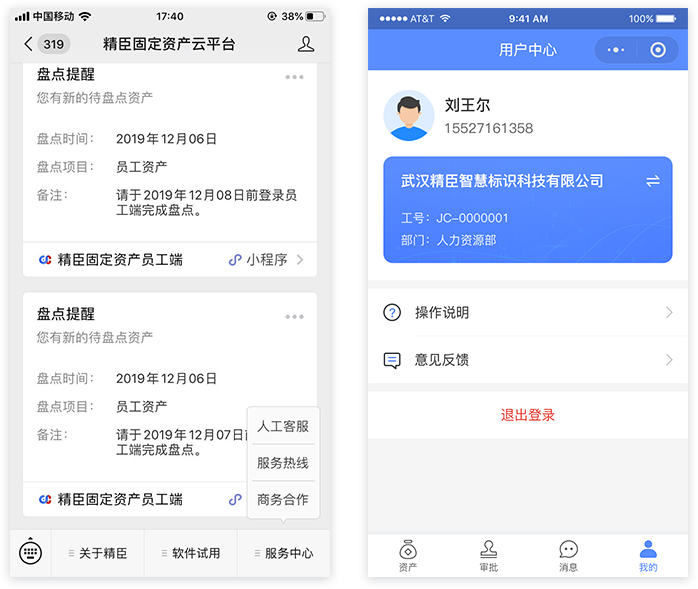 中国移动
17:40
38%
319
精臣固定资产云平台
盘点提醒
您有新的待盘点资产
盘点时间： 2019年12月06日
盘点项目： 员工资产
备注： 请于2019年12月08日前登录员
工端完成盘点。
精臣固定资产员工端
小程序
盘点提醒
您有新的待盘点资产
盘点时间： 2019年12月06日
盘点项目： 员工资产
备注： 请于2019年12月07日
工端完成盘点。
精臣固定资产员工端
人工客服
服务热线
商务合作
关于精臣
软件试用
服务中心
AT&T
9:41 AM
100%
用户中心
刘王尔
15527161358
武汉精臣智慧标识科技有限公司
工号：JC-0000001
部门：人力资源部
操作说明
意见反馈
退出登录
资产
审批
消息
我的